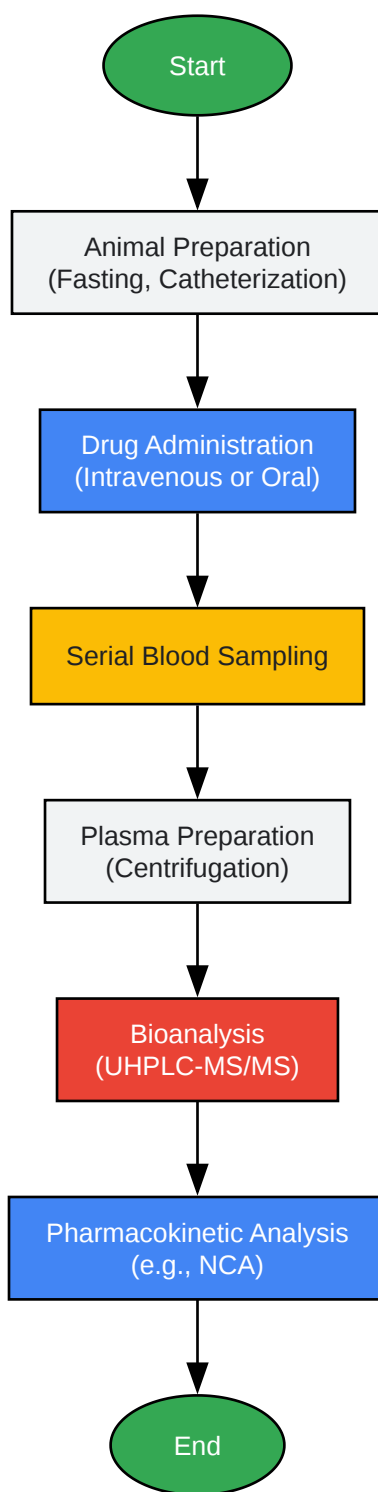 Start
Animal Preparation
(Fasting, Catheterization)
Drug Administration
(Intravenous or Oral)
Serial Blood Sampling
Plasma Preparation
(Centrifugation)
Bioanalysis
(UHPLC-MS/MS)
Pharmacokinetic Analysis
(e.g., NCA)
End